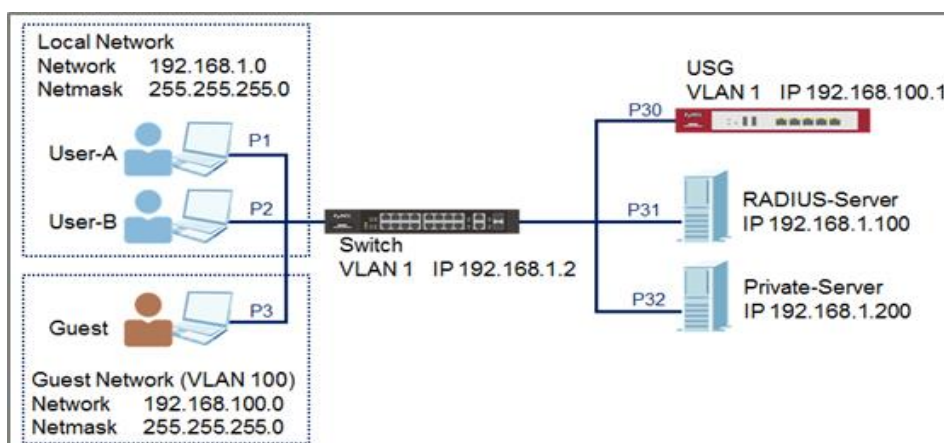 Local Network
Network 192.168.1.0
Netmask 255.255.255.0
User-A
P1
User-B
P2
Guest
P3
Guest Network (VLAN 100)
Network 192.168.100.0
Netmask 255.255.255.0
Switch
VLAN 1 IP 192.168.1.2
USG
VLAN 1 IP 192.168.100.1
P30
P31
RADIUS-Server
IP 192.168.1.100
P32
Private-Server
IP 192.168.1.200